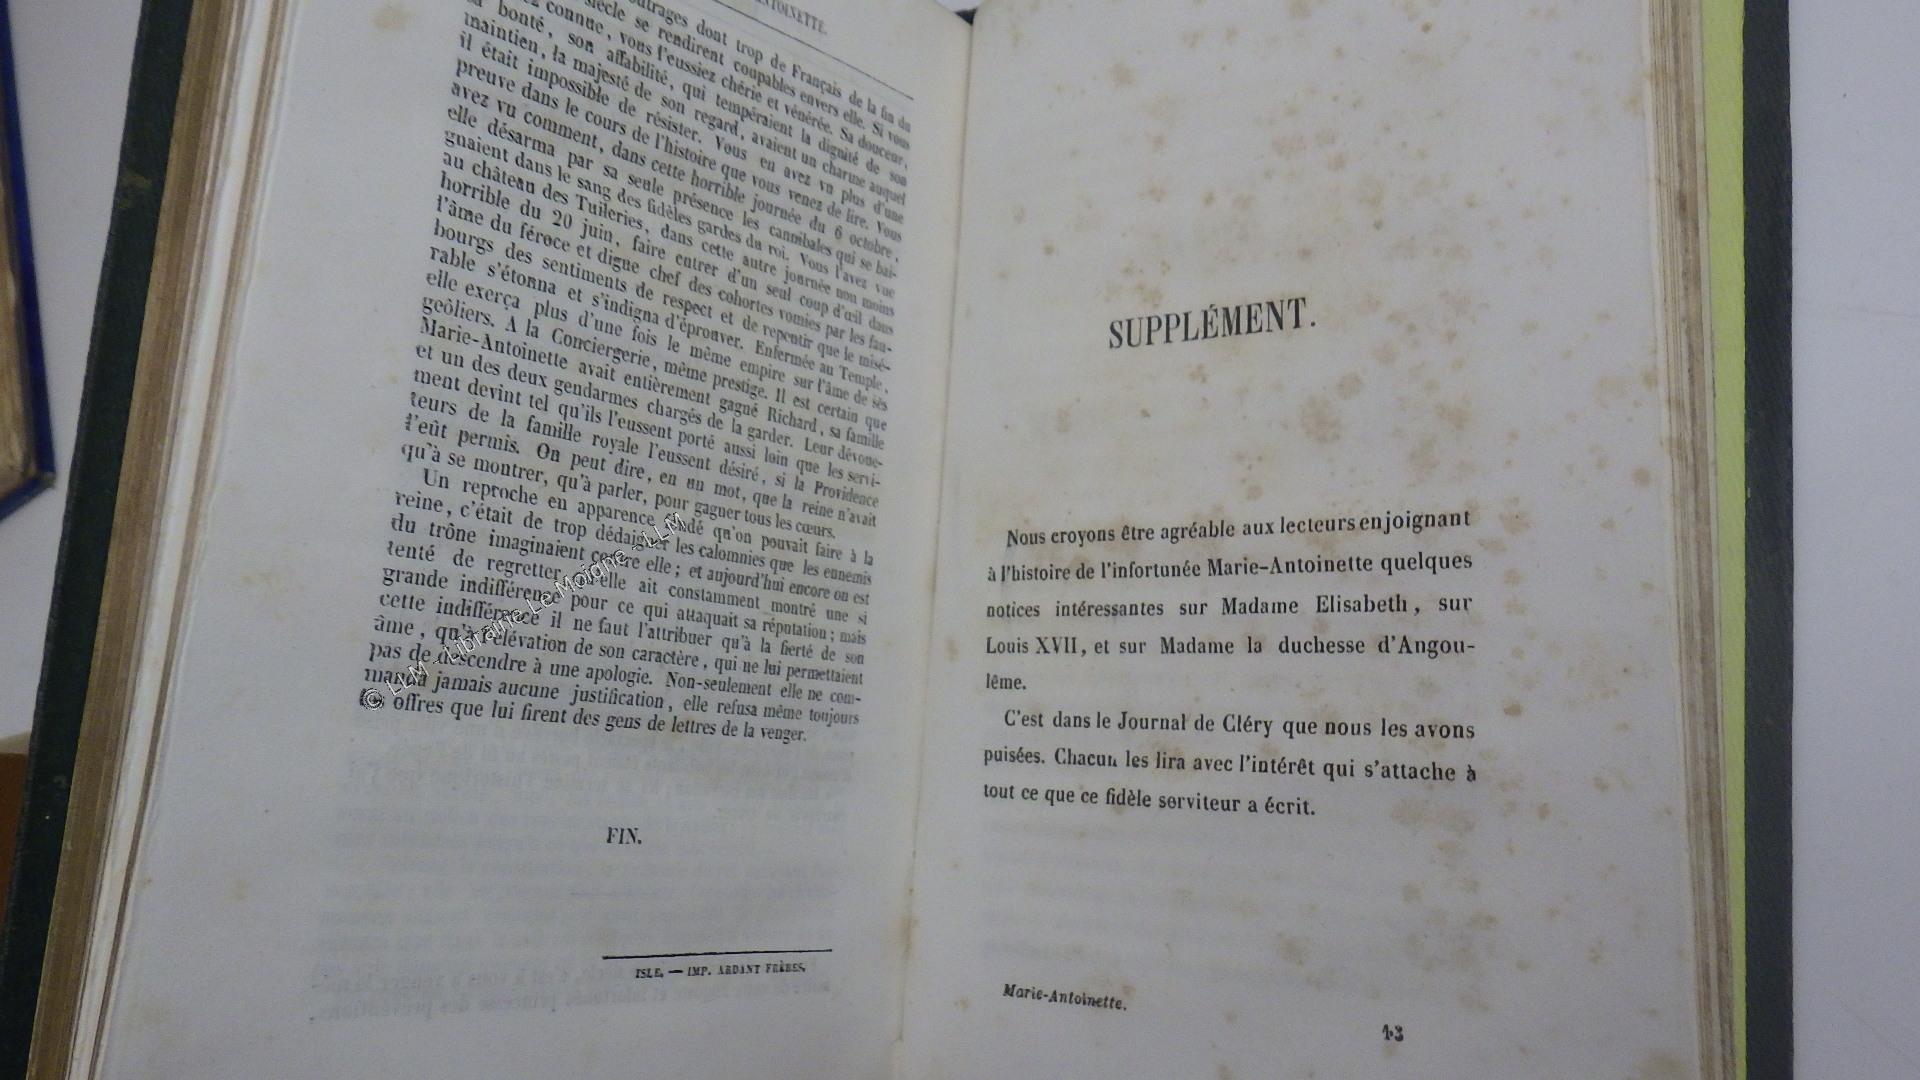 ANTOINETTE.
outrages dont trop de Français de la fin du
siècle se rendirent coupables envers elle. Si vous
connue, vous l'eussiez chérie et vénérée. Sa douceur,
sa bonté, son affabilité, qui tempéraient la dignité de son
maintien, la majesté de son regard, avaient un charme auquel
il était impossible de résister. Vous en avez vu plus d'une
preuve dans le cours de l'histoire que vous venez de lire. Vous
avez vu comment, dans cette horrible journée du 6 octobre,
elle désarma par sa seule présence les cannibales qui se bai-
gnaient dans le sang des fidèles gardes du roi. Vous l'avez vue
au château des Tuileries, dans cette autre journée non moins
horrible du 20 juin, faire entrer d'un seul coup d'œil dans
l'âme du féroce et digue chef des cohortes vomies par les fau-
bourgs des sentiments de respect et de repentir que le misé-
rable s'étonna et s'indigna d'éprouver. Enfermée au Temple,
elle exerça plus d'une fois le même empire sur l'âme de ses
geôliers. A la Conciergerie, même prestige. Il est certain que
Marie-Antoinette avait entièrement gagné Richard, sa famille
et un des deux gendarmes chargés de la garder. Leur dévoue-
ment devint tel qu'ils l'eussent porté aussi loin que les servi-
teurs de la famille royale l'eussent désiré, si la Providence
l'eût permis. On peut dire, en un mot, que la reine n'avait
qu'à se montrer, qu'à parler, pour gagner tous les cœurs.
Un reproche en apparence fondé qu'on pouvait faire à la
reine, c'était de trop dédaigner les calomnies que les ennemis
du trône imaginaient contre elle; et aujourd'hui encore on est
tenté de regretter qu'elle ait constamment montré une si
grande indifférence pour ce qui attaquait sa réputation; mais
cette indifférence il ne faut l'attribuer qu'à la fierté de son
âme, qu'à l'élévation de son caractère, qui ne lui permettaient
pas de descendre à une apologie. Non-seulement elle ne com-
manda jamais aucune justification, elle refusa même toujours
les offres que lui firent des gens de lettres de la venger.
FIN.
ISLE. — IMP. ARDANT FRÈRES.
© LLM - Librairie Le Moigne - LLM
SUPPLÉMENT.
Nous croyons être agréable aux lecteurs en joignant
à l'histoire de l'infortunée Marie-Antoinette quelques
notices intéressantes sur Madame Elisabeth, sur
Louis XVII, et sur Madame la duchesse d'Angou-
lême.
C'est dans le Journal de Cléry que nous les avons
puisées. Chacun les lira avec l'intérêt qui s'attache à
tout ce que ce fidèle serviteur a écrit.
Marie-Antoinette.
13